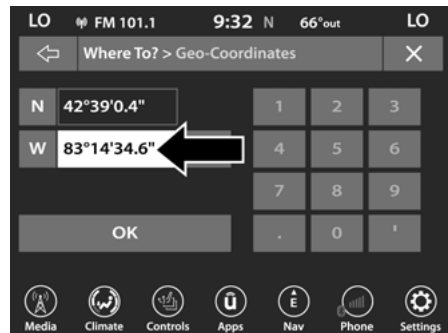 LO FM 101.1 9:32 N 66°out LO
Where To? > Geo-Coordinates X
N 42°39'0.4" 1 2 3
W 83°14'34.6" 4 5 6
7 8 9
OK . 0 '
û E
Media Climate Controls Apps Nav Phone Settings